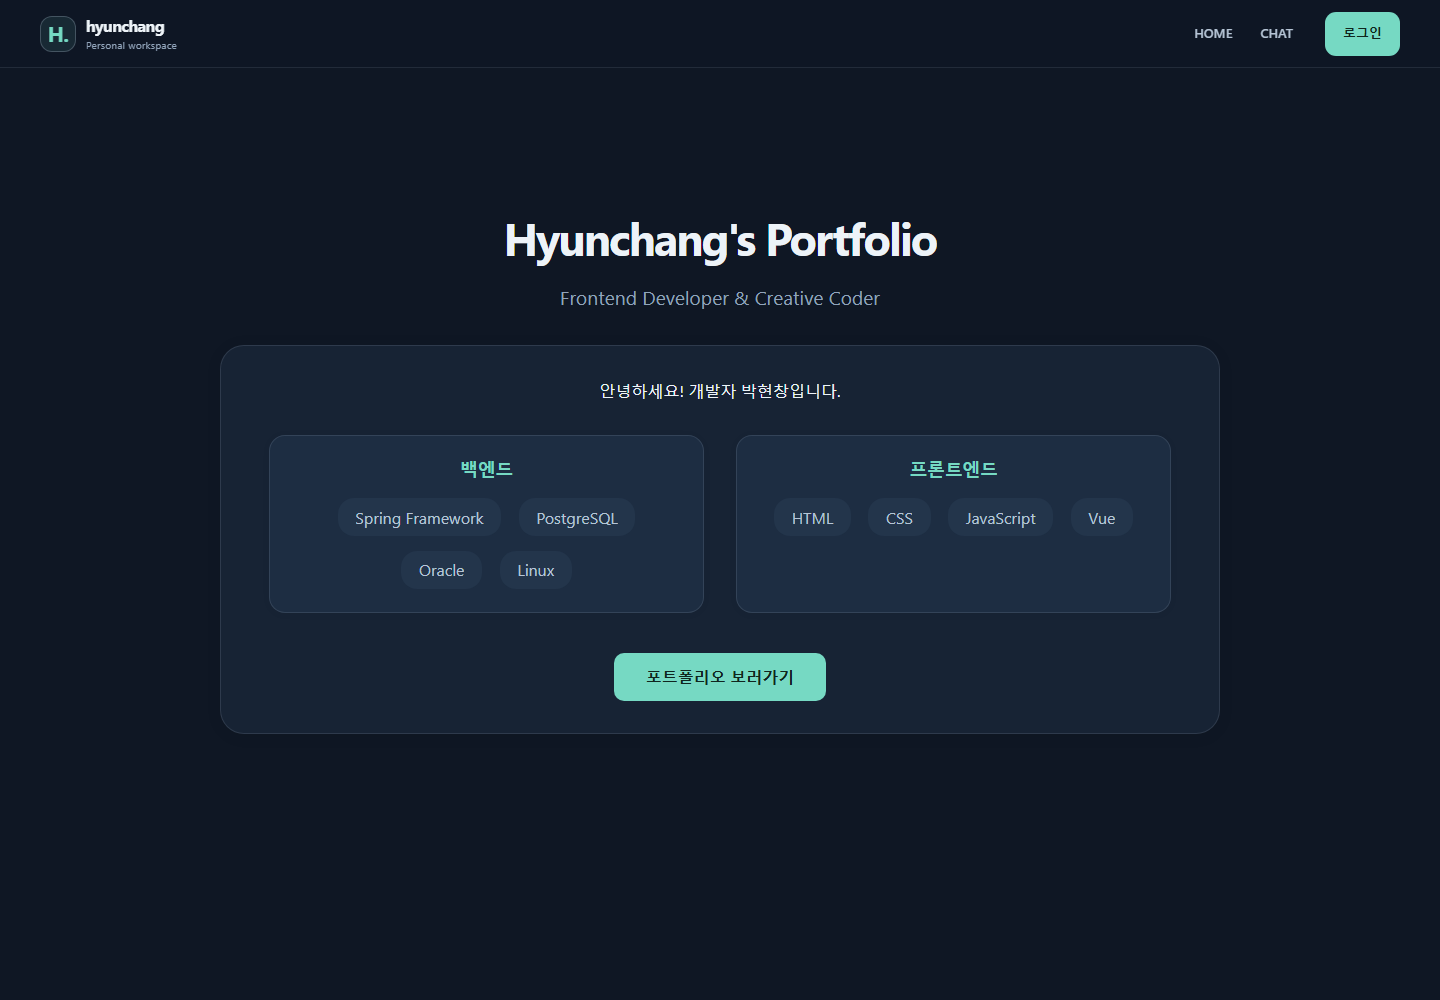 H.
hyunchang
Personal workspace
HOME
CHAT
로그인
Hyunchang's Portfolio
Frontend Developer & Creative Coder
안녕하세요! 개발자 박현창입니다.
백엔드
Spring Framework
PostgreSQL
Oracle
Linux
프론트엔드
HTML
CSS
JavaScript
Vue
포트폴리오 보러가기